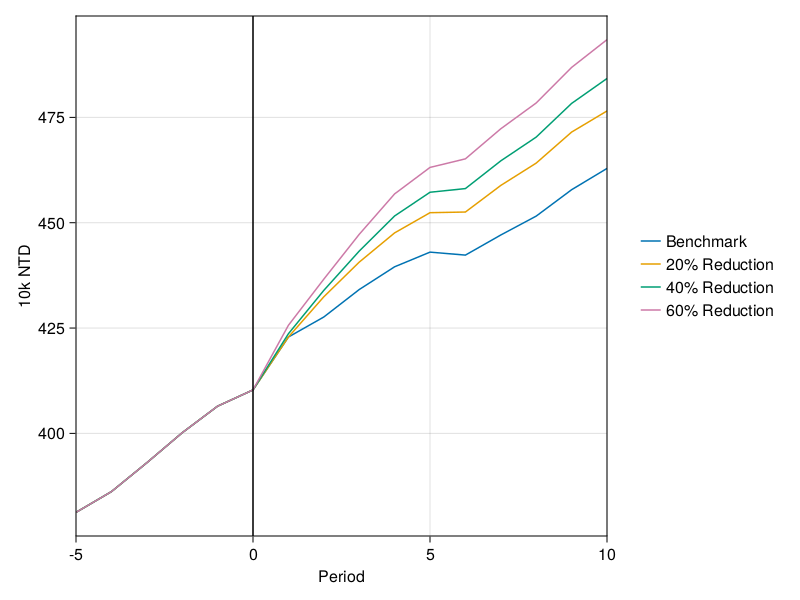 475
450
425
400
-5
0
5
10
Period
10k NTD
Benchmark
20% Reduction
40% Reduction
60% Reduction